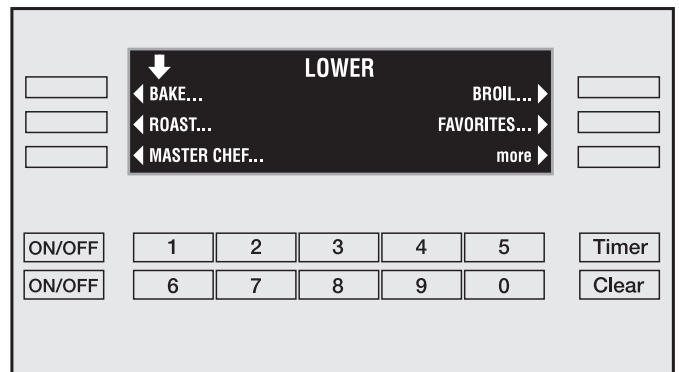 LOWER
BAKE... BROIL...
ROAST... FAVORITES...
MASTER CHEF... more
ON/OFF 1 2 3 4 5 Timer
ON/OFF 6 7 8 9 0 Clear